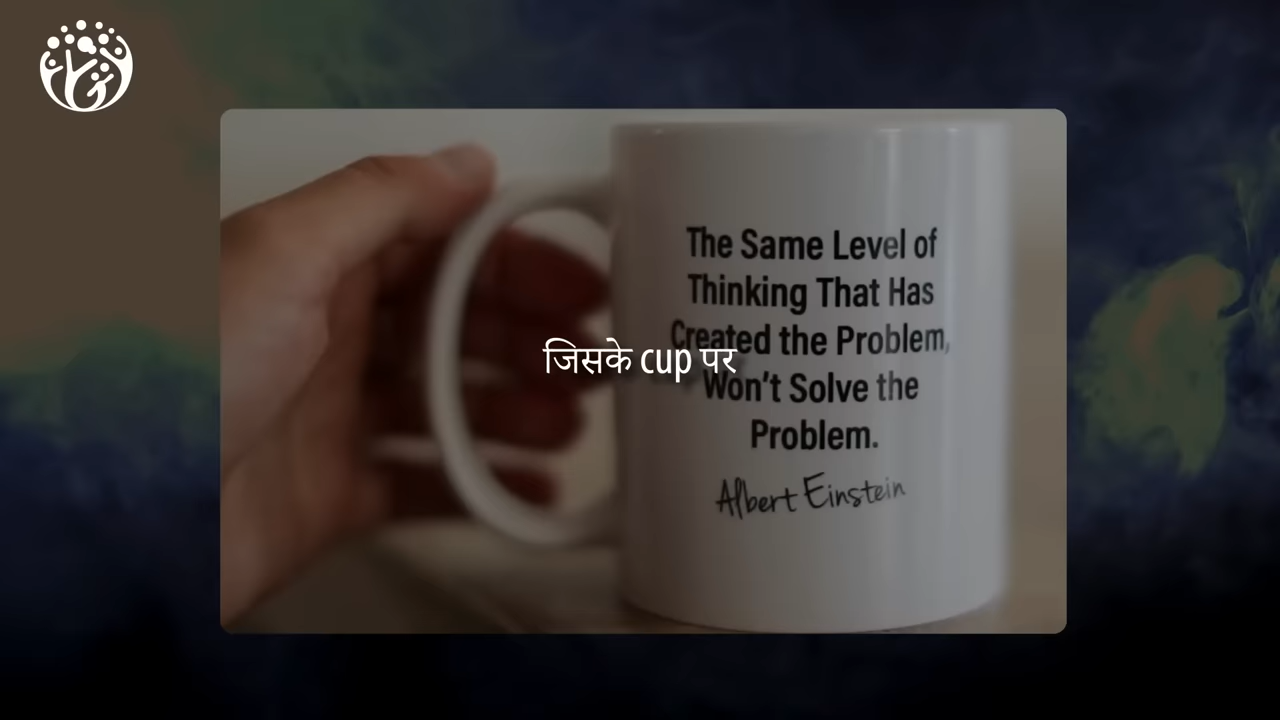 The Same Level of
Thinking That Has
Created the Problem,
जिसके cup पर
Won't Solve the
Problem.
Albert Einstein